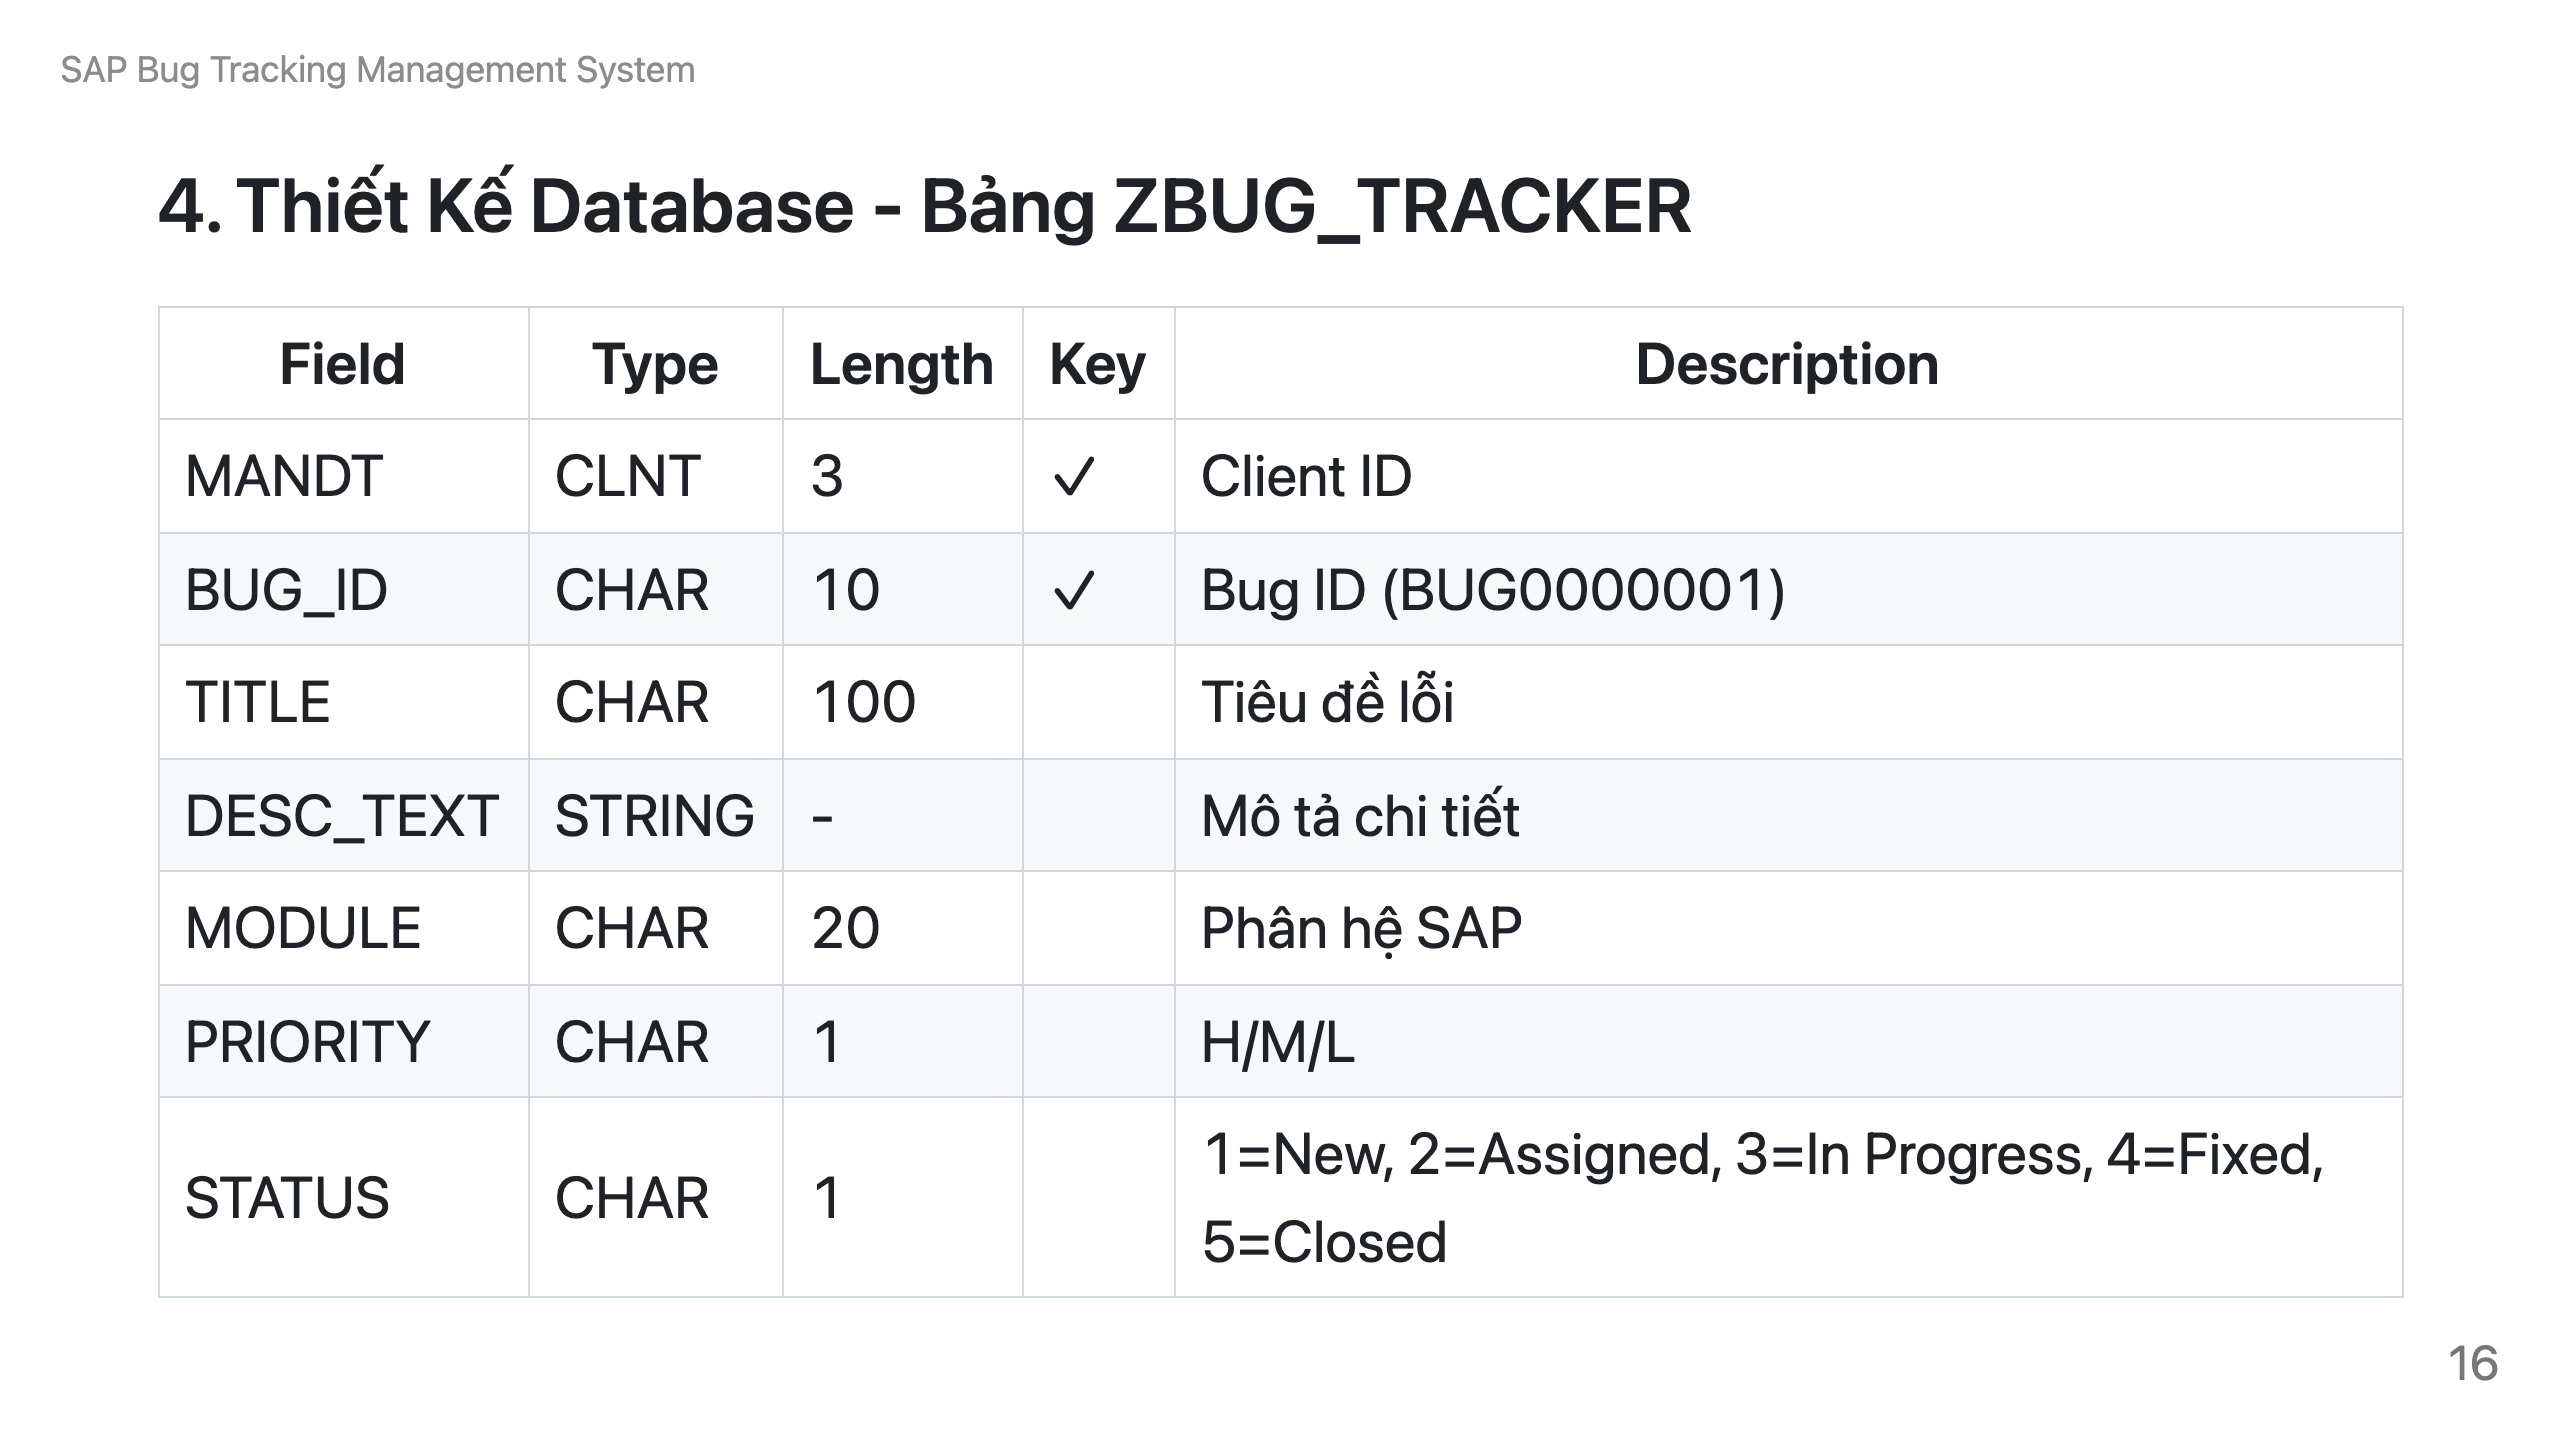 SAP Bug Tracking Management System
4. Thiết Kế Database - Bảng ZBUG_TRACKER
Field Type Length Key Description
MANDT CLNT 3 ✓ Client ID
BUG_ID CHAR 10 ✓ Bug ID (BUG0000001)
TITLE CHAR 100 Tiêu đề lỗi
DESC_TEXT STRING - Mô tả chi tiết
MODULE CHAR 20 Phân hệ SAP
PRIORITY CHAR 1 H/M/L
STATUS CHAR 1 1=New, 2=Assigned, 3=In Progress, 4=Fixed,
5=Closed
16